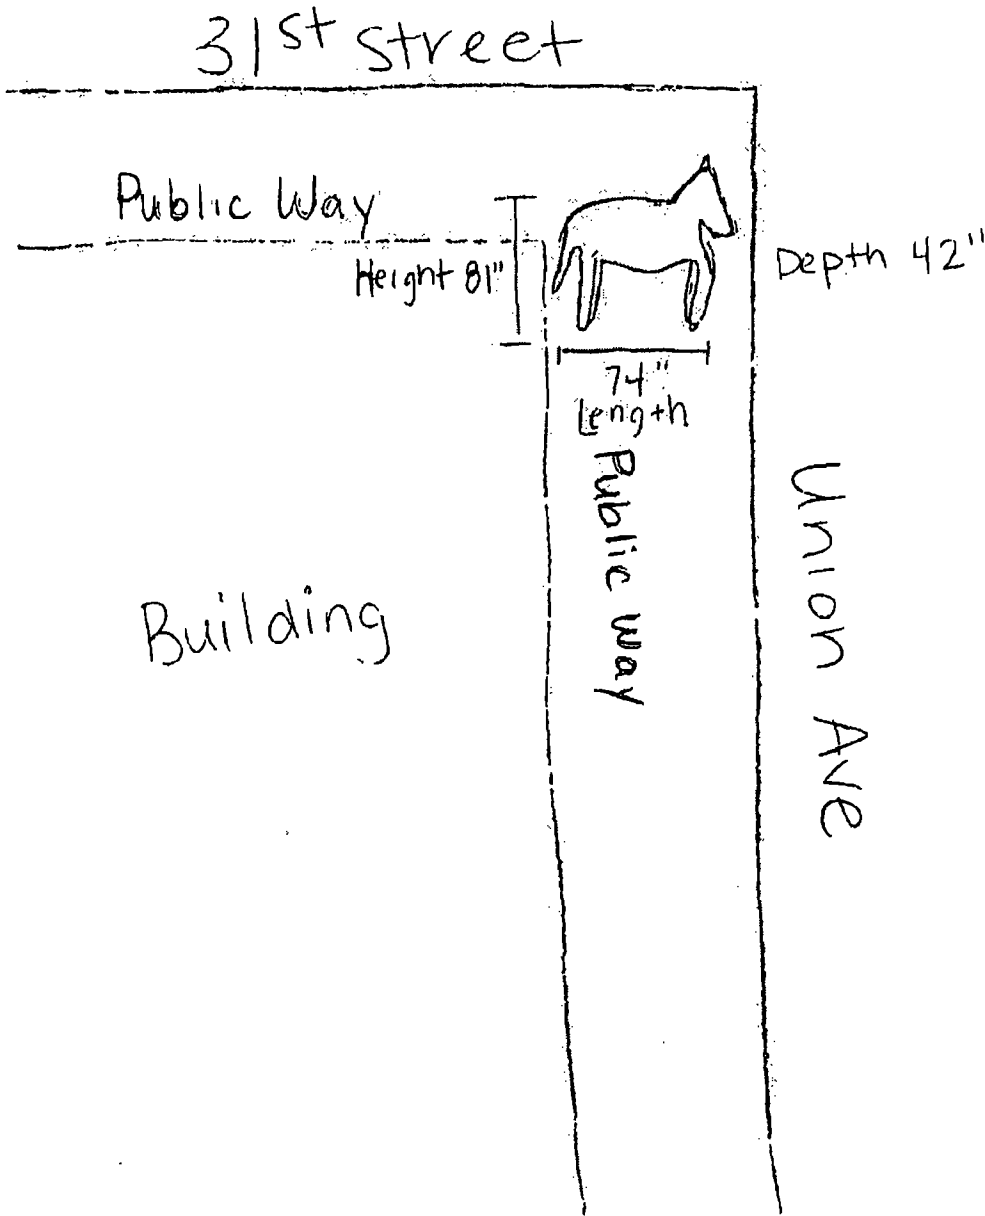 31st Street
Public Way
Height 81"
Depth 42"
74"
Length
Public Way
Building
Union Ave